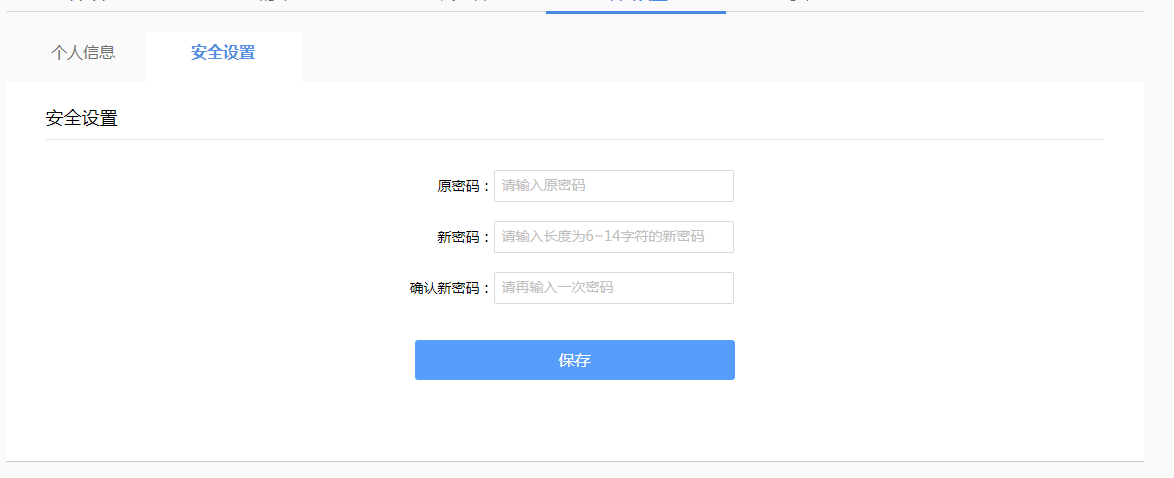 个人信息
安全设置
安全设置
原密码：
请输入原密码
新密码：
请输入长度为6~14字符的新密码
确认新密码：
请再输入一次密码
保存